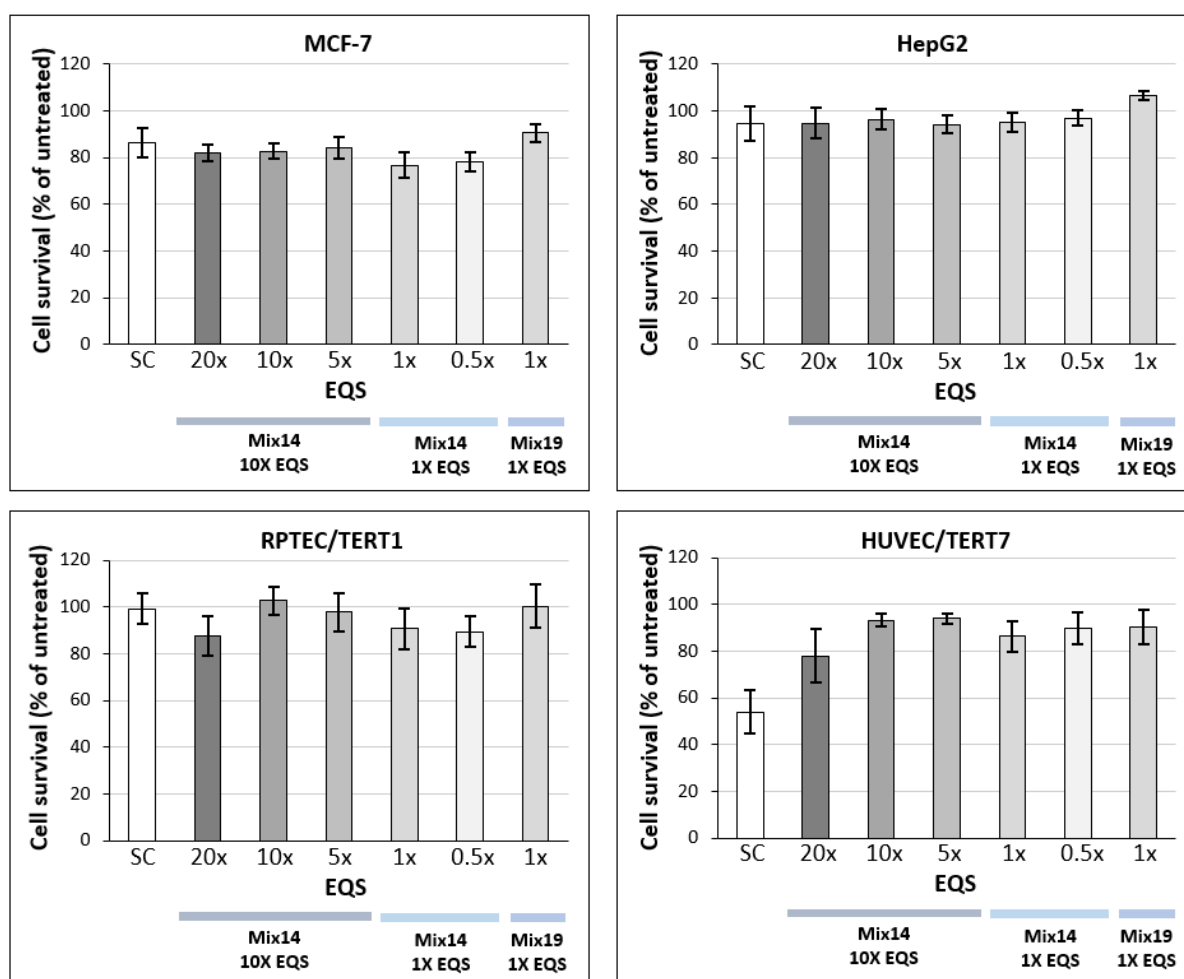 MCF-7
Cell survival (% of untreated)
120
100
80
60
40
20
0
SC 20x 10x 5x 1x 0.5x 1x
EQS
Mix14 Mix14 Mix19
10X EQS 1X EQS 1X EQS
HepG2
Cell survival (% of untreated)
120
100
80
60
40
20
0
SC 20x 10x 5x 1x 0.5x 1x
EQS
Mix14 Mix14 Mix19
10X EQS 1X EQS 1X EQS
RPTEC/TERT1
Cell survival (% of untreated)
120
100
80
60
40
20
0
SC 20x 10x 5x 1x 0.5x 1x
EQS
Mix14 Mix14 Mix19
10X EQS 1X EQS 1X EQS
HUVEC/TERT7
Cell survival (% of untreated)
120
100
80
60
40
20
0
SC 20x 10x 5x 1x 0.5x 1x
EQS
Mix14 Mix14 Mix19
10X EQS 1X EQS 1X EQS